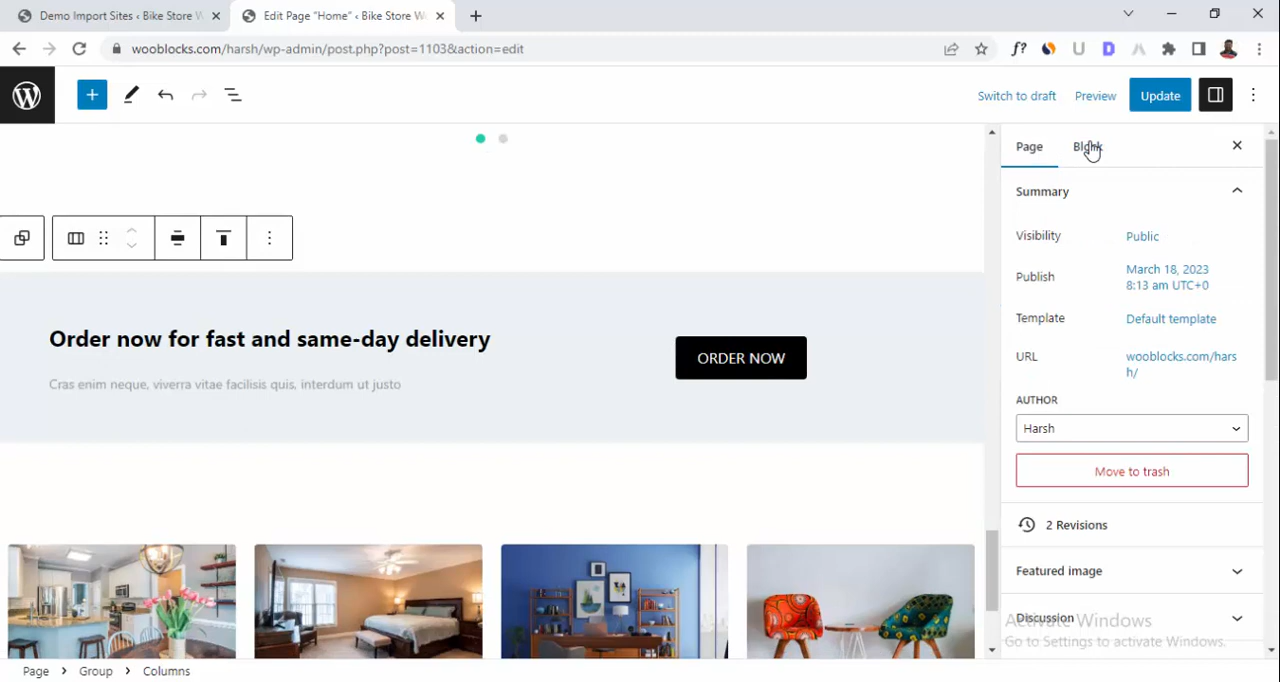 Demo Import Sites ‹ Bike Store W
Edit Page “Home” ‹ Bike Store Wo
wooblocks.com/harsh/wp-admin/post.php?post=1103&action=edit
Switch to draft
Preview
Update
Page
Block
Summary
Visibility
Public
Publish
March 18, 2023
8:13 am UTC+0
Template
Default template
URL
wooblocks.com/hars
h/
AUTHOR
Harsh
Move to trash
2 Revisions
Featured image
Discussion
Order now for fast and same-day delivery
Cras enim neque, viverra vitae facilisis quis, interdum ut justo
ORDER NOW
Activate Windows
Go to Settings to activate Windows.
Page
Group
Columns